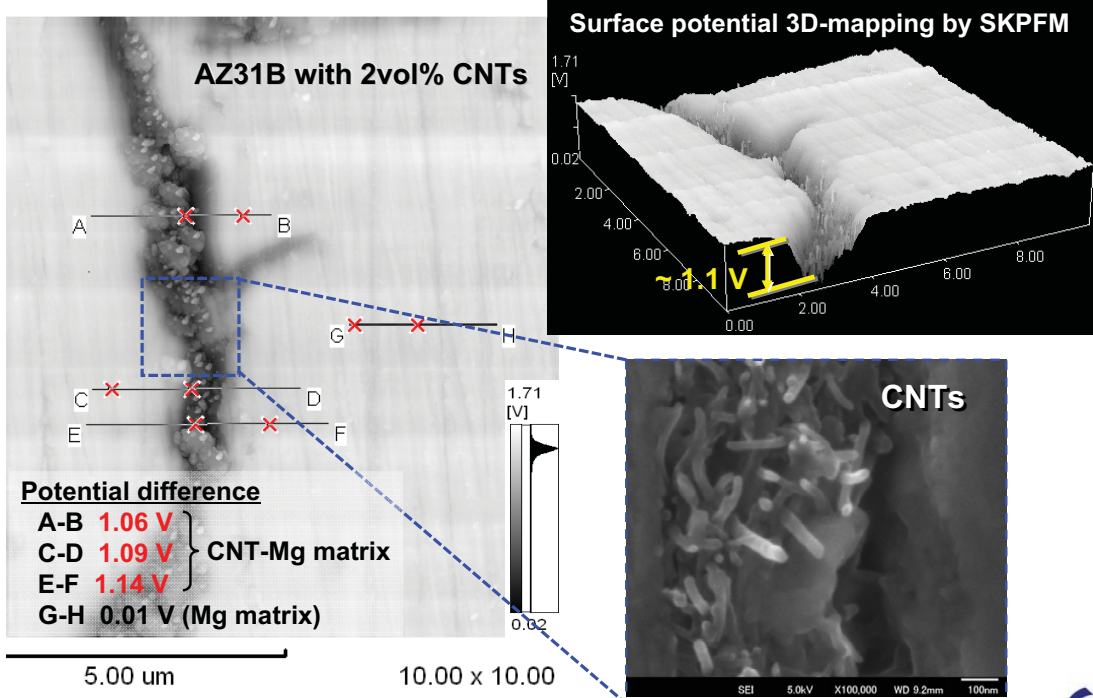 AZ31B with 2vol% CNTs
A
B
G
H
C
D
E
F
1.71
[V]
0.02
Potential difference
A-B 1.06 V
C-D 1.09 V
E-F 1.14 V
CNT-Mg matrix
G-H 0.01 V (Mg matrix)
5.00 um
10.00 x 10.00
Surface potential 3D-mapping by SKPFM
1.71
[V]
0.02
2.00
4.00
6.00
8.00
~ 1.1 V
0.00
2.00
4.00
6.00
8.00
CNTs
SEI 5.0kV X100,000 WD 9.2mm 100nm